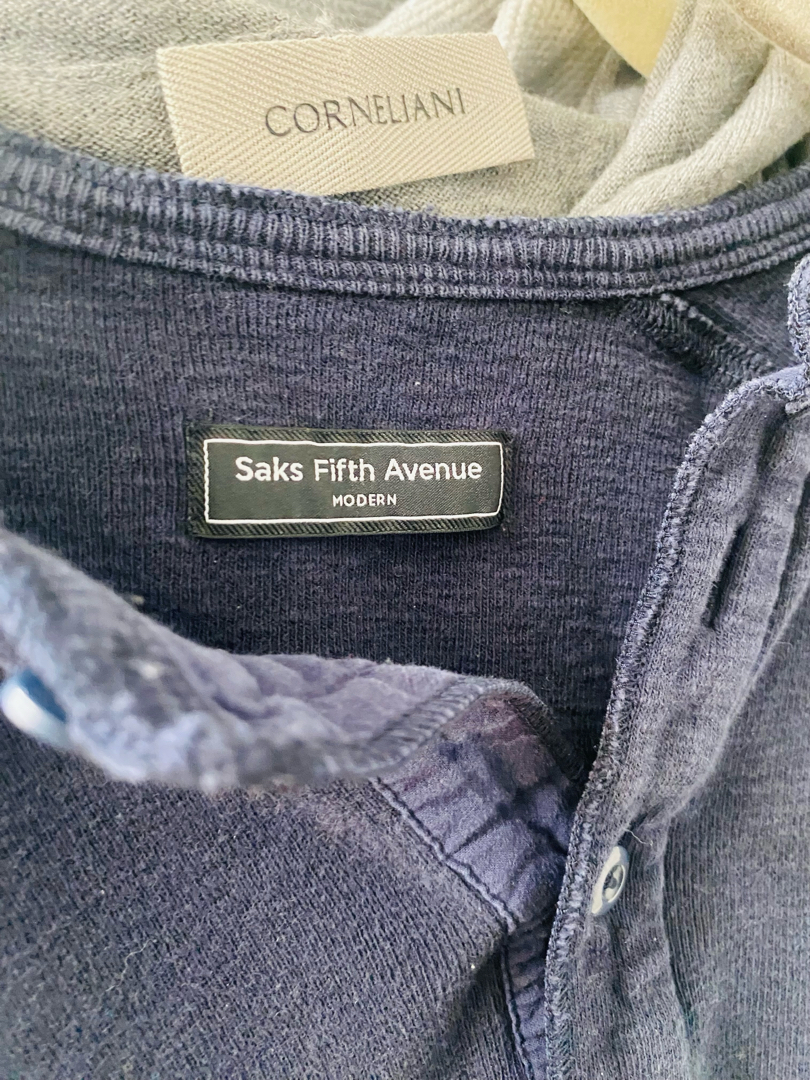 CORNELIANI
Saks Fifth Avenue
MODERN